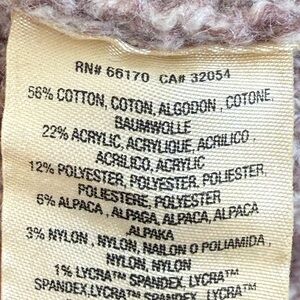 RN# 66170 CA# 32054
56% COTTON, COTON, ALGODON , COTONE,
BAUMWOLLE
22% ACRYLIC, ACRYLIQUE, ACRILICO ,
ACRILICO, ACRYLIC
12% POLYESTER, POLYESTER, POLIESTER,
POLIESTERE, POLYESTER
6% ALPACA , ALPAGA, ALPACA, ALPACA
,ALPAKA
3% NYLON , NYLON, NAILON O POLIAMIDA ,
NYLON, NYLON
1% LYCRA™ SPANDEX, LYCRA™
SPANDEX, LYCRA™ SPANDEX, LYCRA™